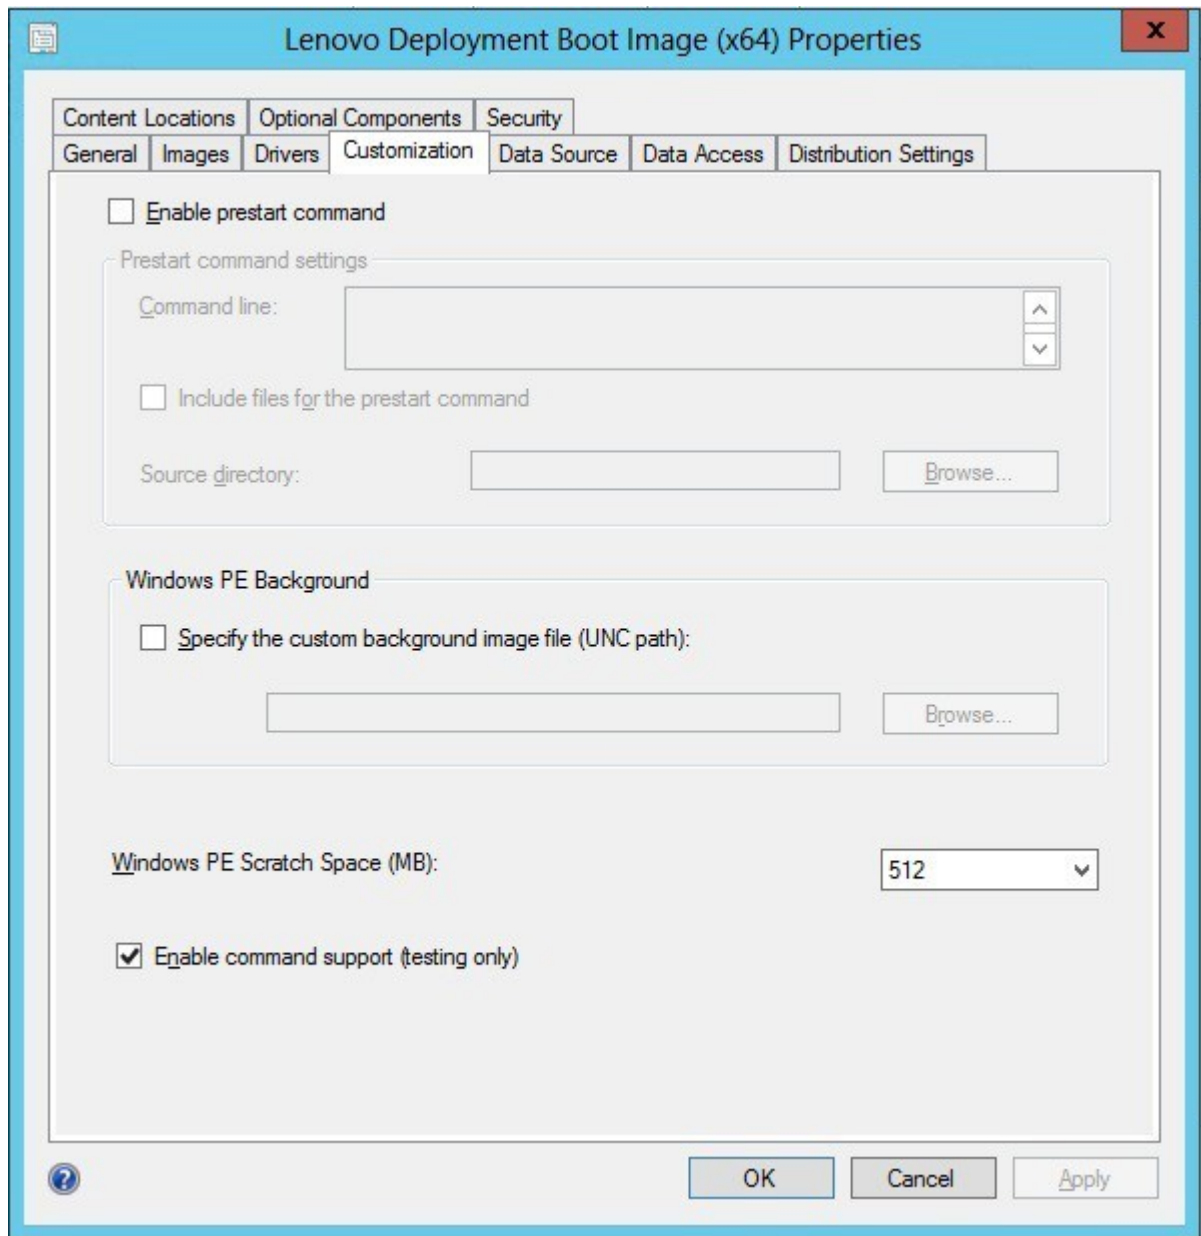 Lenovo Deployment Boot Image (x64) Properties
x
Content Locations Optional Components Security
General Images Drivers Customization Data Source Data Access Distribution Settings
Enable prestart command
Prestart command settings
Command line:
Include files for the prestart command
Source directory: Browse...
Windows PE Background
Specify the custom background image file (UNC path):
Browse...
Windows PE Scratch Space (MB): 512
Enable command support (testing only)
? OK Cancel Apply